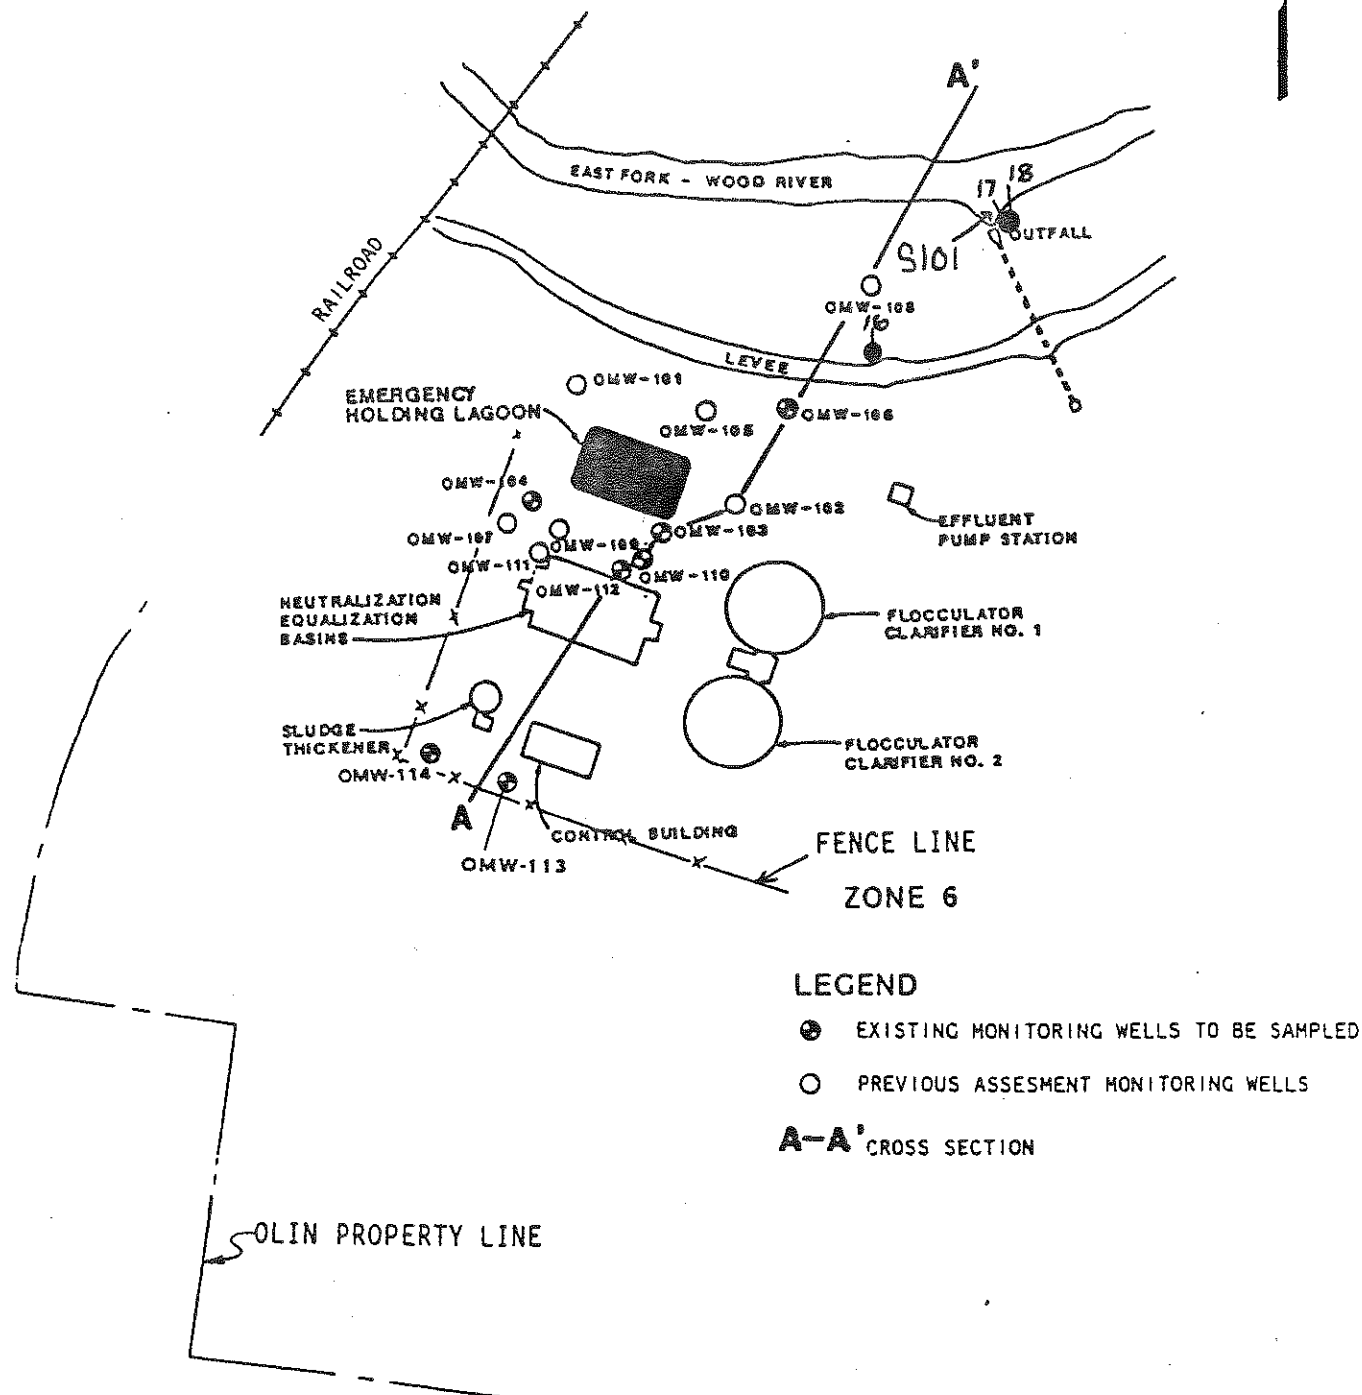 A'
EAST FORK - WOOD RIVER
17 18
OUTFALL
S101
RAILROAD
OMW-108
16
LEVEE
OMW-101
EMERGENCY
HOLDING LAGOON
OMW-105
OMW-106
OMW-104
OMW-102
EFFLUENT
PUMP STATION
OMW-103
OMW-107
OMW-109
OMW-111
OMW-110
OMW-112
NEUTRALIZATION
EQUALIZATION
BASINS
FLOCCULATOR
CLARIFIER NO. 1
SLUDGE
THICKENER
FLOCCULATOR
CLARIFIER NO. 2
OMW-114
A
CONTROL BUILDING
OMW-113
FENCE LINE
ZONE 6
LEGEND
EXISTING MONITORING WELLS TO BE SAMPLED
PREVIOUS ASSESMENT MONITORING WELLS
A-A' CROSS SECTION
OLIN PROPERTY LINE